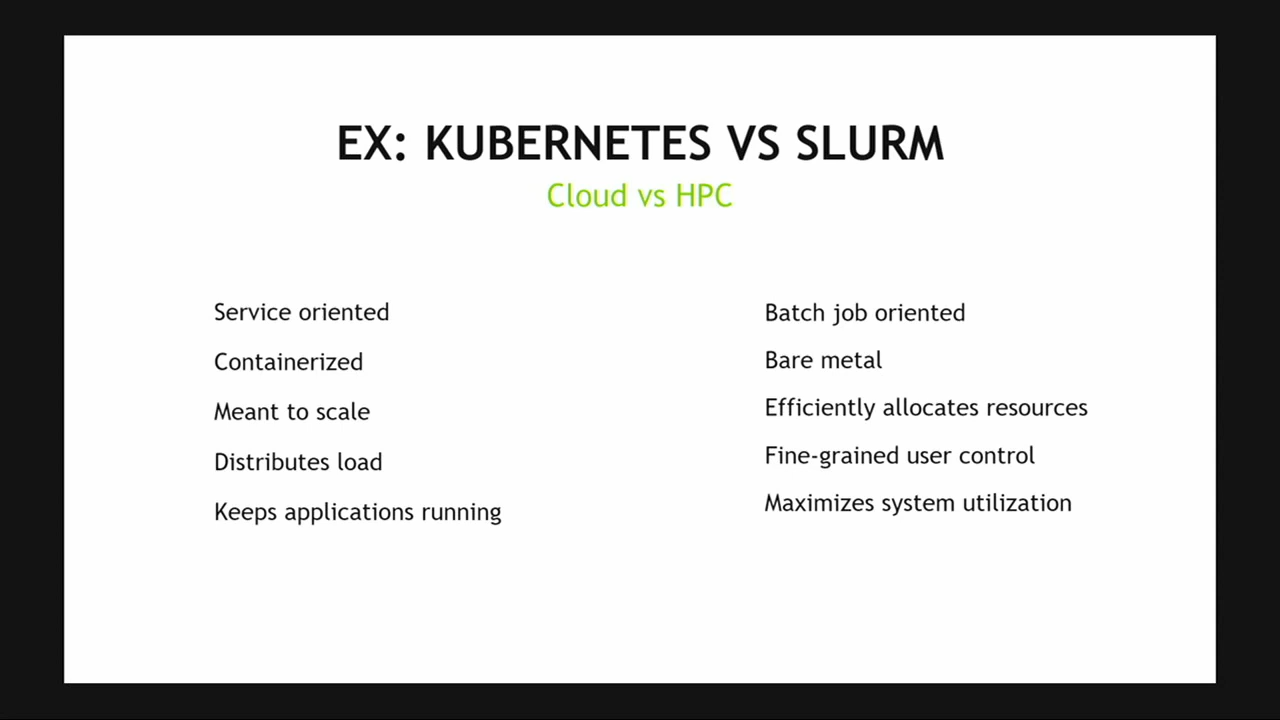 EX: KUBERNETES VS SLURM
Cloud vs HPC
Service oriented
Containerized
Meant to scale
Distributes load
Keeps applications running
Batch job oriented
Bare metal
Efficiently allocates resources
Fine-grained user control
Maximizes system utilization